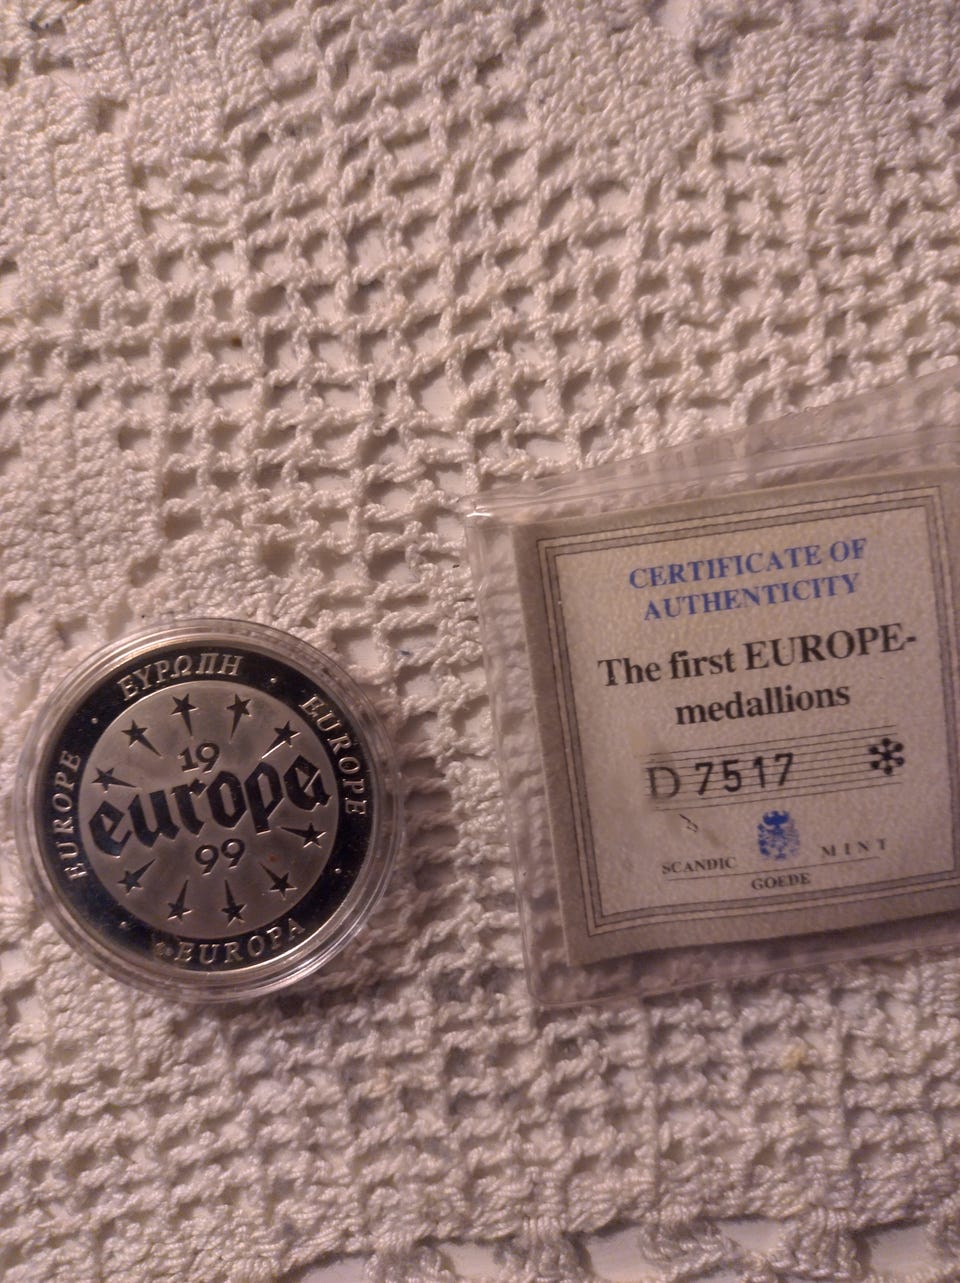 ΕΥΡΩΠΗ
EUROPE
19
europa
99
EUROPE
EUROPA
CERTIFICATE OF
AUTHENTICITY
The first EUROPE-
medallions
D 7517 *
SCANDIC MINT
GOEDE